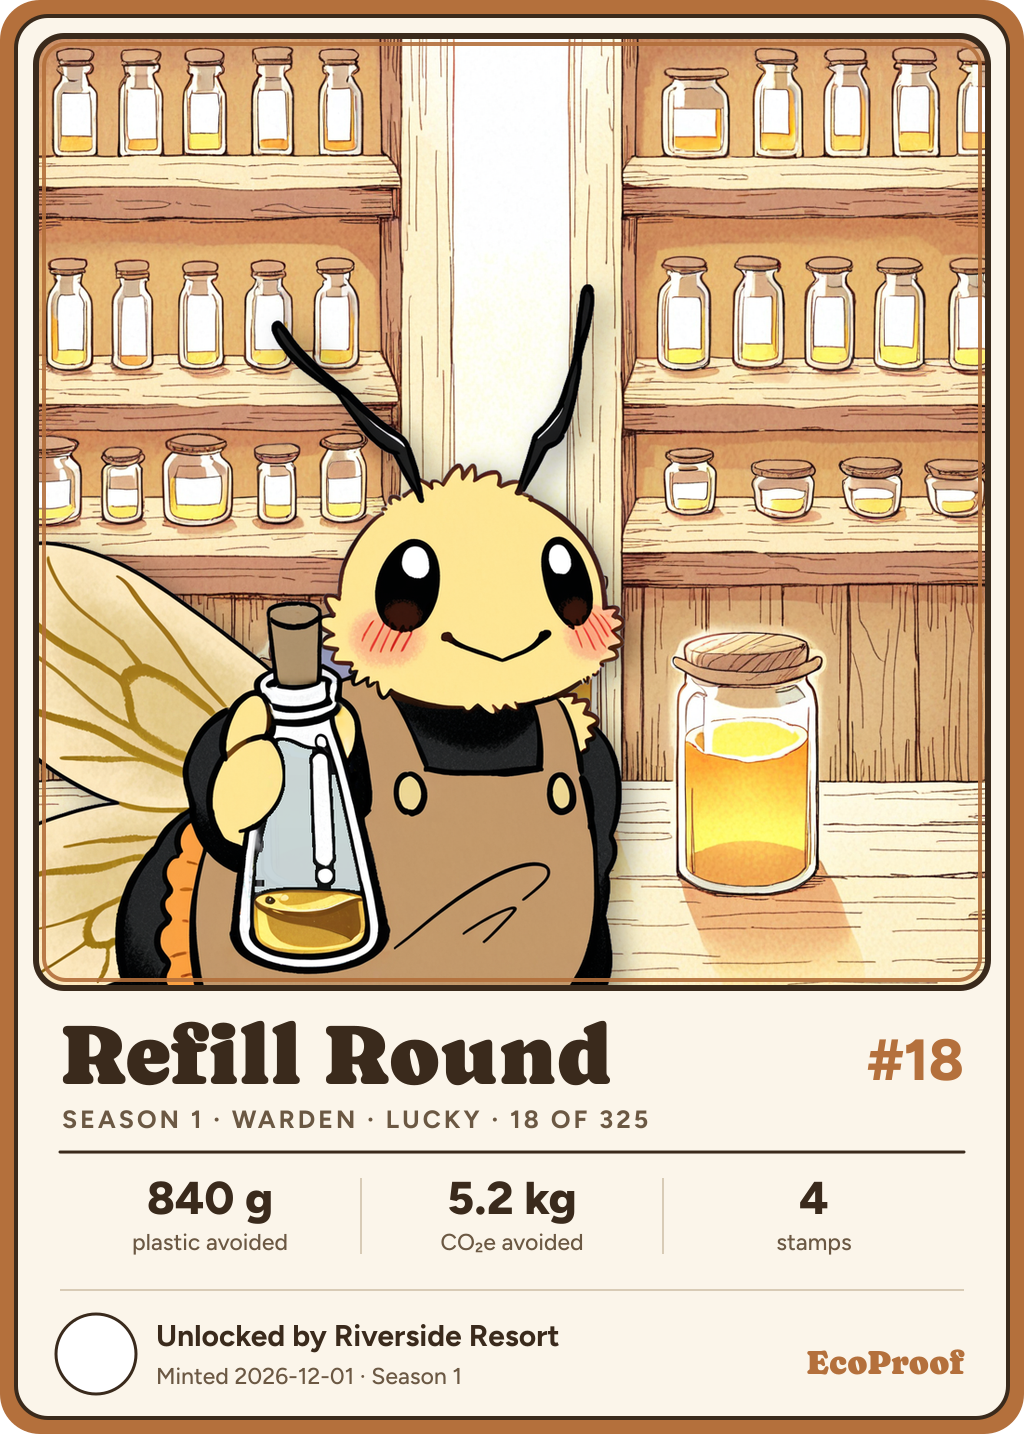 Refill Round
#18
SEASON 1 · WARDEN · LUCKY · 18 OF 325
840 g
plastic avoided
5.2 kg
CO₂e avoided
4
stamps
Unlocked by Riverside Resort
Minted 2026-12-01 · Season 1
EcoProof